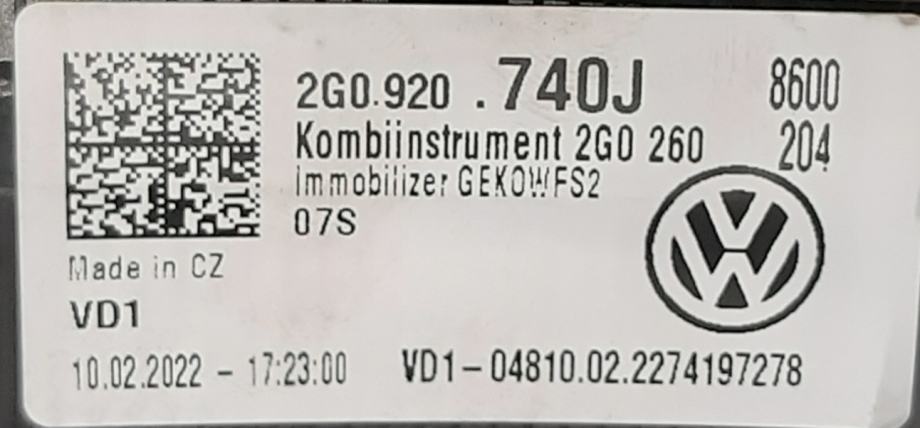 2G0.920 .740J 8600
Kombiinstrument 2G0 260 204
Immobilizer GEKOWFS2
07S
Made in CZ
VD1
10.02.2022 - 17:23:00 VD1-04810.02.2274197278